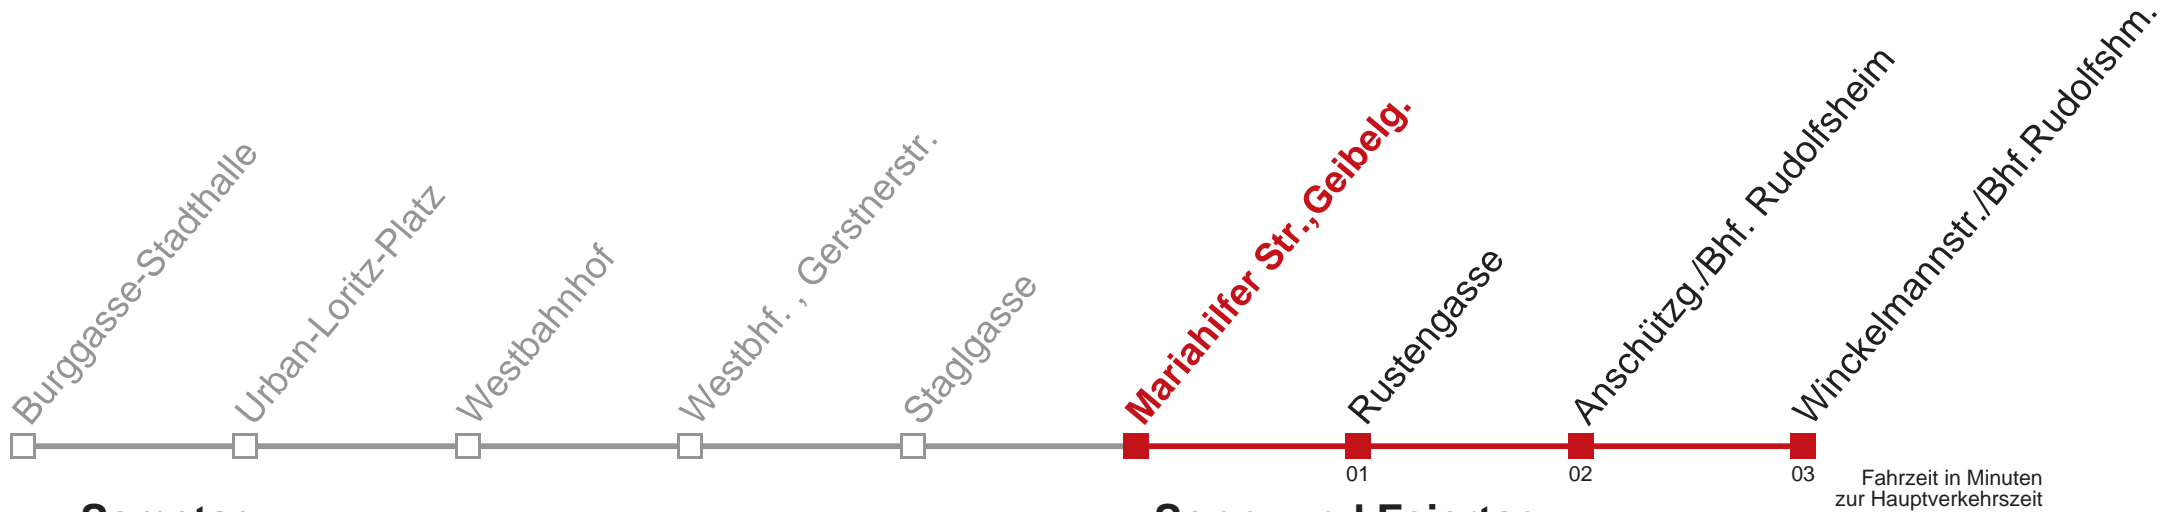 Burggasse-Stadthalle
Urban-Loritz-Platz
Westbahnhof
Westbhf. , Gerstnerstr.
Staglgasse
Mariahilfer Str.,Geibelg.
Rustengasse
Anschützg./Bhf. Rudolfsheim
Winckelmannstr./Bhf.Rudolfshm.
01
02
03
Fahrzeit in Minuten
zur Hauptverkehrszeit